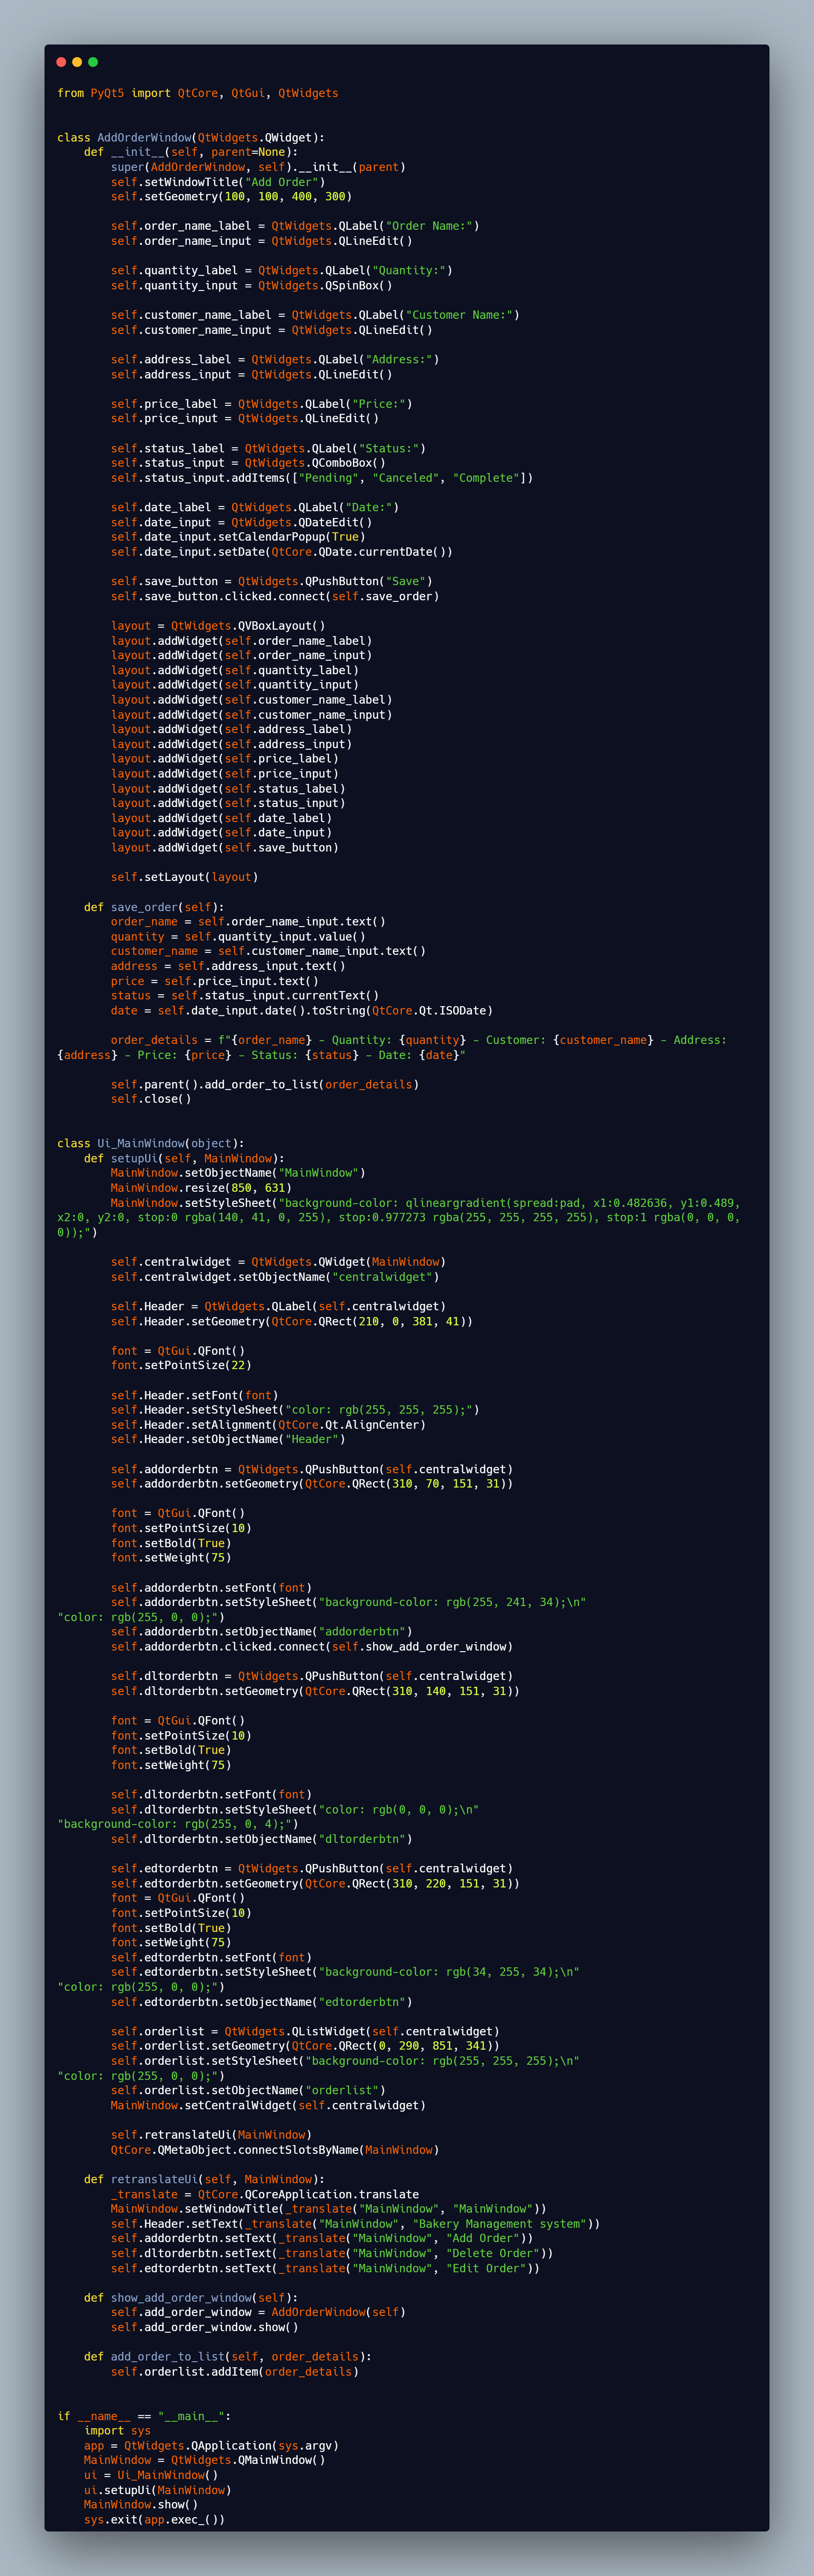 from PyQt5 import QtCore, QtGui, QtWidgets
class AddOrderWindow(QtWidgets.QWidget):
    def __init__(self, parent=None):
        super(AddOrderWindow, self).__init__(parent)
        self.setWindowTitle("Add Order")
        self.setGeometry(100, 100, 400, 300)
        self.order_name_label = QtWidgets.QLabel("Order Name:")
        self.order_name_input = QtWidgets.QLineEdit()
        self.quantity_label = QtWidgets.QLabel("Quantity:")
        self.quantity_input = QtWidgets.QSpinBox()
        self.customer_name_label = QtWidgets.QLabel("Customer Name:")
        self.customer_name_input = QtWidgets.QLineEdit()
        self.address_label = QtWidgets.QLabel("Address:")
        self.address_input = QtWidgets.QLineEdit()
        self.price_label = QtWidgets.QLabel("Price:")
        self.price_input = QtWidgets.QLineEdit()
        self.status_label = QtWidgets.QLabel("Status:")
        self.status_input = QtWidgets.QComboBox()
        self.status_input.addItems(["Pending", "Canceled", "Complete"])
        self.date_label = QtWidgets.QLabel("Date:")
        self.date_input = QtWidgets.QDateEdit()
        self.date_input.setCalendarPopup(True)
        self.date_input.setDate(QtCore.QDate.currentDate())
        self.save_button = QtWidgets.QPushButton("Save")
        self.save_button.clicked.connect(self.save_order)
        layout = QtWidgets.QVBoxLayout()
        layout.addWidget(self.order_name_label)
        layout.addWidget(self.order_name_input)
        layout.addWidget(self.quantity_label)
        layout.addWidget(self.quantity_input)
        layout.addWidget(self.customer_name_label)
        layout.addWidget(self.customer_name_input)
        layout.addWidget(self.address_label)
        layout.addWidget(self.address_input)
        layout.addWidget(self.price_label)
        layout.addWidget(self.price_input)
        layout.addWidget(self.status_label)
        layout.addWidget(self.status_input)
        layout.addWidget(self.date_label)
        layout.addWidget(self.date_input)
        layout.addWidget(self.save_button)
        self.setLayout(layout)
    def save_order(self):
        order_name = self.order_name_input.text()
        quantity = self.quantity_input.value()
        customer_name = self.customer_name_input.text()
        address = self.address_input.text()
        price = self.price_input.text()
        status = self.status_input.currentText()
        date = self.date_input.date().toString(QtCore.Qt.ISODate)
        order_details = f"{order_name} - Quantity: {quantity} - Customer: {customer_name} - Address:
{address} - Price: {price} - Status: {status} - Date: {date}"
        self.parent().add_order_to_list(order_details)
        self.close()
class Ui_MainWindow(object):
    def setupUi(self, MainWindow):
        MainWindow.setObjectName("MainWindow")
        MainWindow.resize(850, 631)
        MainWindow.setStyleSheet("background-color: qlineargradient(spread:pad, x1:0.482636, y1:0.489,
x2:0, y2:0, stop:0 rgba(140, 41, 0, 255), stop:0.977273 rgba(255, 255, 255, 255), stop:1 rgba(0, 0, 0,
0));")
        self.centralwidget = QtWidgets.QWidget(MainWindow)
        self.centralwidget.setObjectName("centralwidget")
        self.Header = QtWidgets.QLabel(self.centralwidget)
        self.Header.setGeometry(QtCore.QRect(210, 0, 381, 41))
        font = QtGui.QFont()
        font.setPointSize(22)
        self.Header.setFont(font)
        self.Header.setStyleSheet("color: rgb(255, 255, 255);")
        self.Header.setAlignment(QtCore.Qt.AlignCenter)
        self.Header.setObjectName("Header")
        self.addorderbtn = QtWidgets.QPushButton(self.centralwidget)
        self.addorderbtn.setGeometry(QtCore.QRect(310, 70, 151, 31))
        font = QtGui.QFont()
        font.setPointSize(10)
        font.setBold(True)
        font.setWeight(75)
        self.addorderbtn.setFont(font)
        self.addorderbtn.setStyleSheet("background-color: rgb(255, 241, 34);\n"
"color: rgb(255, 0, 0);")
        self.addorderbtn.setObjectName("addorderbtn")
        self.addorderbtn.clicked.connect(self.show_add_order_window)
        self.dltorderbtn = QtWidgets.QPushButton(self.centralwidget)
        self.dltorderbtn.setGeometry(QtCore.QRect(310, 140, 151, 31))
        font = QtGui.QFont()
        font.setPointSize(10)
        font.setBold(True)
        font.setWeight(75)
        self.dltorderbtn.setFont(font)
        self.dltorderbtn.setStyleSheet("color: rgb(0, 0, 0);\n"
"background-color: rgb(255, 0, 4);")
        self.dltorderbtn.setObjectName("dltorderbtn")
        self.edtorderbtn = QtWidgets.QPushButton(self.centralwidget)
        self.edtorderbtn.setGeometry(QtCore.QRect(310, 220, 151, 31))
        font = QtGui.QFont()
        font.setPointSize(10)
        font.setBold(True)
        font.setWeight(75)
        self.edtorderbtn.setFont(font)
        self.edtorderbtn.setStyleSheet("background-color: rgb(34, 255, 34);\n"
"color: rgb(255, 0, 0);")
        self.edtorderbtn.setObjectName("edtorderbtn")
        self.orderlist = QtWidgets.QListWidget(self.centralwidget)
        self.orderlist.setGeometry(QtCore.QRect(0, 290, 851, 341))
        self.orderlist.setStyleSheet("background-color: rgb(255, 255, 255);\n"
"color: rgb(255, 0, 0);")
        self.orderlist.setObjectName("orderlist")
        MainWindow.setCentralWidget(self.centralwidget)
        self.retranslateUi(MainWindow)
        QtCore.QMetaObject.connectSlotsByName(MainWindow)
    def retranslateUi(self, MainWindow):
        _translate = QtCore.QCoreApplication.translate
        MainWindow.setWindowTitle(_translate("MainWindow", "MainWindow"))
        self.Header.setText(_translate("MainWindow", "Bakery Management system"))
        self.addorderbtn.setText(_translate("MainWindow", "Add Order"))
        self.dltorderbtn.setText(_translate("MainWindow", "Delete Order"))
        self.edtorderbtn.setText(_translate("MainWindow", "Edit Order"))
    def show_add_order_window(self):
        self.add_order_window = AddOrderWindow(self)
        self.add_order_window.show()
    def add_order_to_list(self, order_details):
        self.orderlist.addItem(order_details)
if __name__ == "__main__":
    import sys
    app = QtWidgets.QApplication(sys.argv)
    MainWindow = QtWidgets.QMainWindow()
    ui = Ui_MainWindow()
    ui.setupUi(MainWindow)
    MainWindow.show()
    sys.exit(app.exec_())